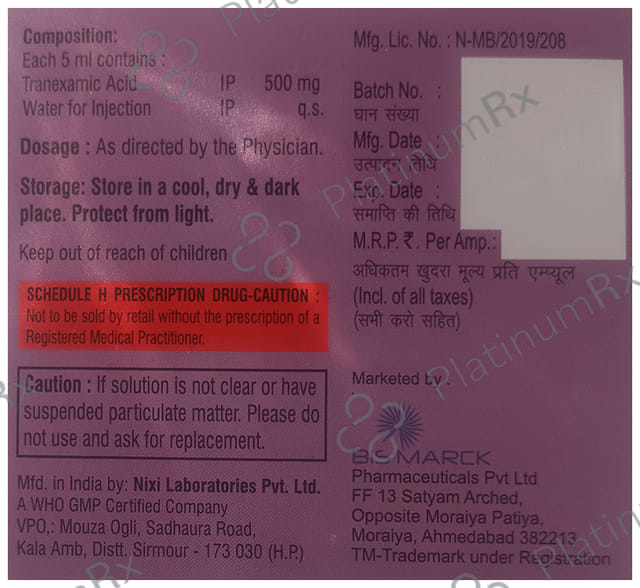 Composition:
Each 5 ml contains :
Tranexamic Acid IP 500 mg
Water for Injection IP q.s.
Dosage : As directed by the Physician.
Storage: Store in a cool, dry & dark
place. Protect from light.
Keep out of reach of children
SCHEDULE H PRESCRIPTION DRUG-CAUTION :
Not to be sold by retail without the prescription of a
Registered Medical Practitioner.
Caution : If solution is not clear or have
suspended particulate matter. Please do
not use and ask for replacement.
Mfd. in India by: Nixi Laboratories Pvt. Ltd.
A WHO GMP Certified Company
VPO,: Mouza Ogli, Sadhaura Road,
Kala Amb, Distt. Sirmour - 173 030 (H.P.)
Mfg. Lic. No. : N-MB/2019/208
Batch No. :
घान संख्या
Mfg. Date :
उत्पादन तिथि
Exp. Date :
समाप्ति की तिथि
M.R.P. ₹. Per Amp.:
अधिकतम खुदरा मूल्य प्रति एम्प्यूल
(Incl. of all taxes)
(सभी करो सहित)
Marketed by :
BISMARCK
Pharmaceuticals Pvt Ltd
FF 13 Satyam Arched,
Opposite Moraiya Patiya,
Moraiya, Ahmedabad 382213
TM-Trademark under Registration
PlatinumRx
PlatinumRx
PlatinumRx